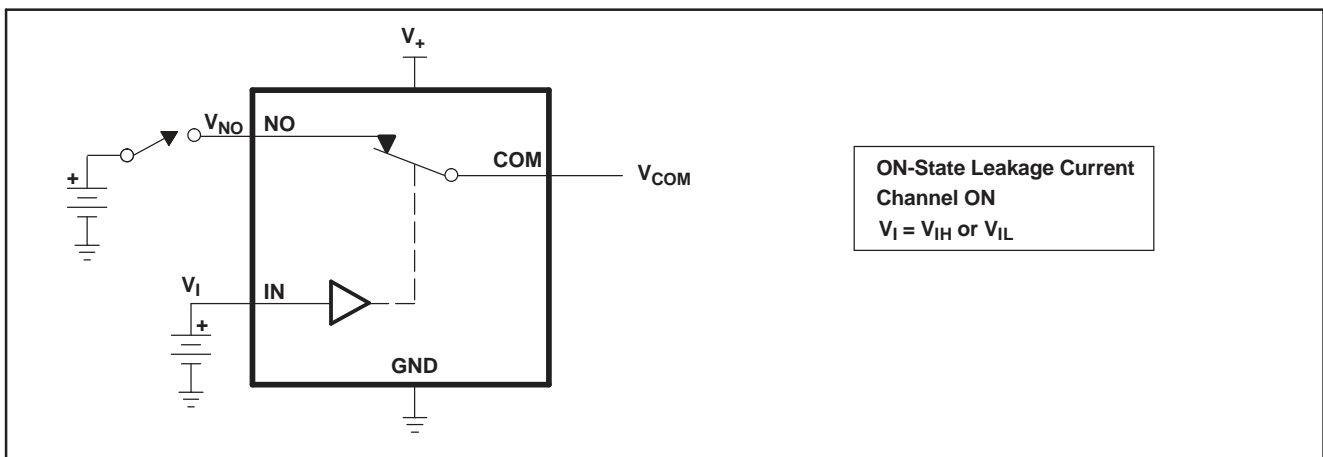 V+
VNO NO
COM
VCOM
+
VI IN
+
GND
ON-State Leakage Current
Channel ON
VI = VIH or VIL